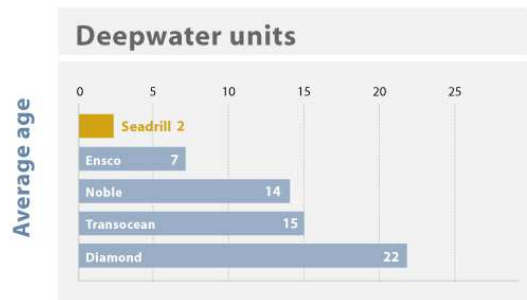 Deepwater units
Average age
0 5 10 15 20 25
Seadrill 2
Ensco 7
Noble 14
Transocean 15
Diamond 22